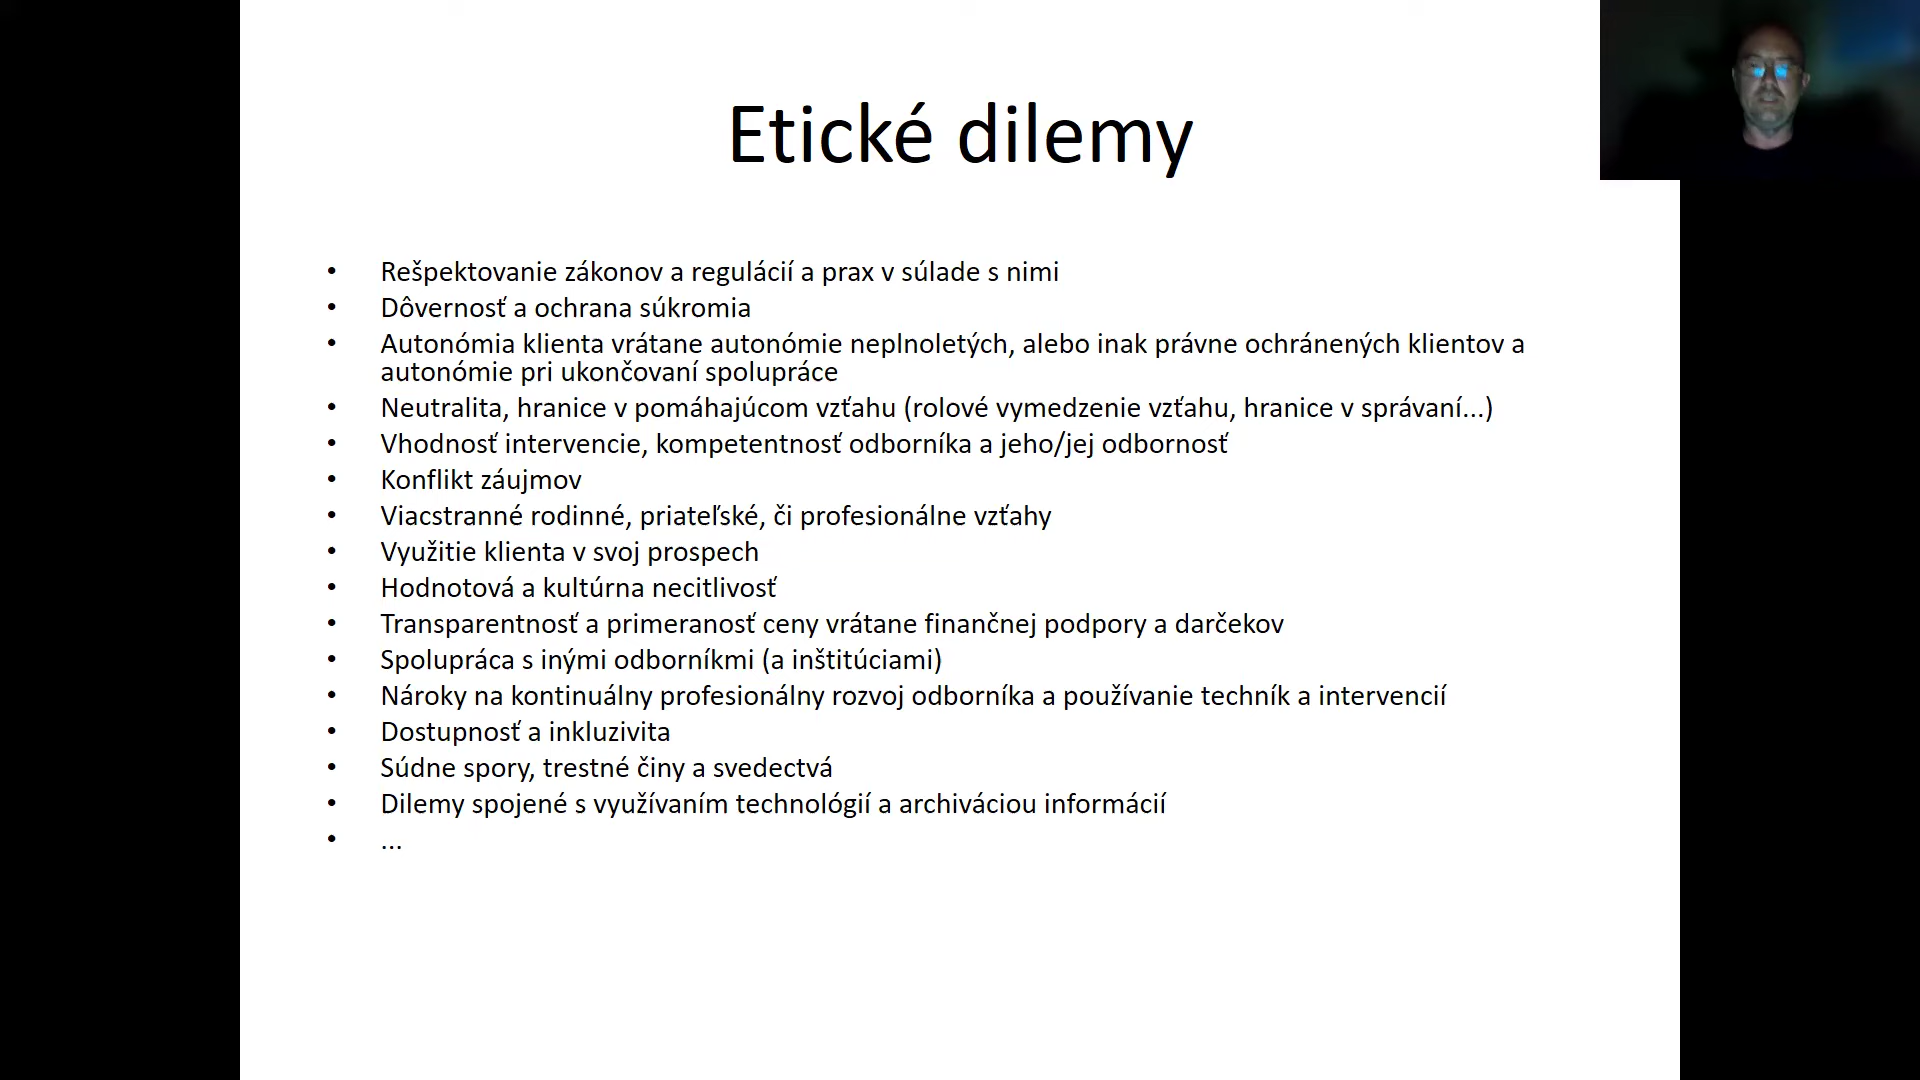 Etické dilemy
• Rešpektovanie zákonov a regulácií a prax v súlade s nimi
• Dôvernosť a ochrana súkromia
• Autonómia klienta vrátane autonómie neplnoletých, alebo inak právne ochránených klientov a
autonómie pri ukončovaní spolupráce
• Neutralita, hranice v pomáhajúcom vzťahu (rolové vymedzenie vzťahu, hranice v správaní...)
• Vhodnosť intervencie, kompetentnosť odborníka a jeho/jej odbornosť
• Konflikt záujmov
• Viacstranné rodinné, priateľské, či profesionálne vzťahy
• Využitie klienta v svoj prospech
• Hodnotová a kultúrna necitlivosť
• Transparentnosť a primeranosť ceny vrátane finančnej podpory a darčekov
• Spolupráca s inými odborníkmi (a inštitúciami)
• Nároky na kontinuálny profesionálny rozvoj odborníka a používanie techník a intervencií
• Dostupnosť a inkluzivita
• Súdne spory, trestné činy a svedectvá
• Dilemy spojené s využívaním technológií a archiváciou informácií
• ...